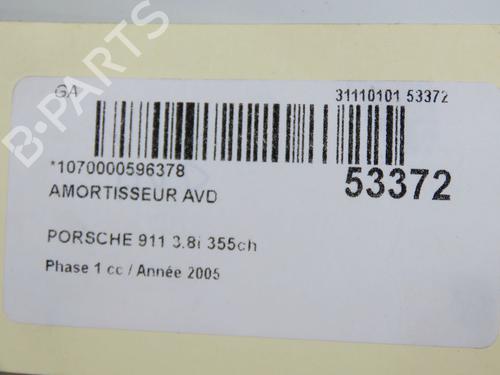 GA
31110101 53372
*1070000596378
53372
AMORTISSEUR AVD
PORSCHE 911 3.8i 355ch
Phase 1 cc / Année 2005
B-PARTS